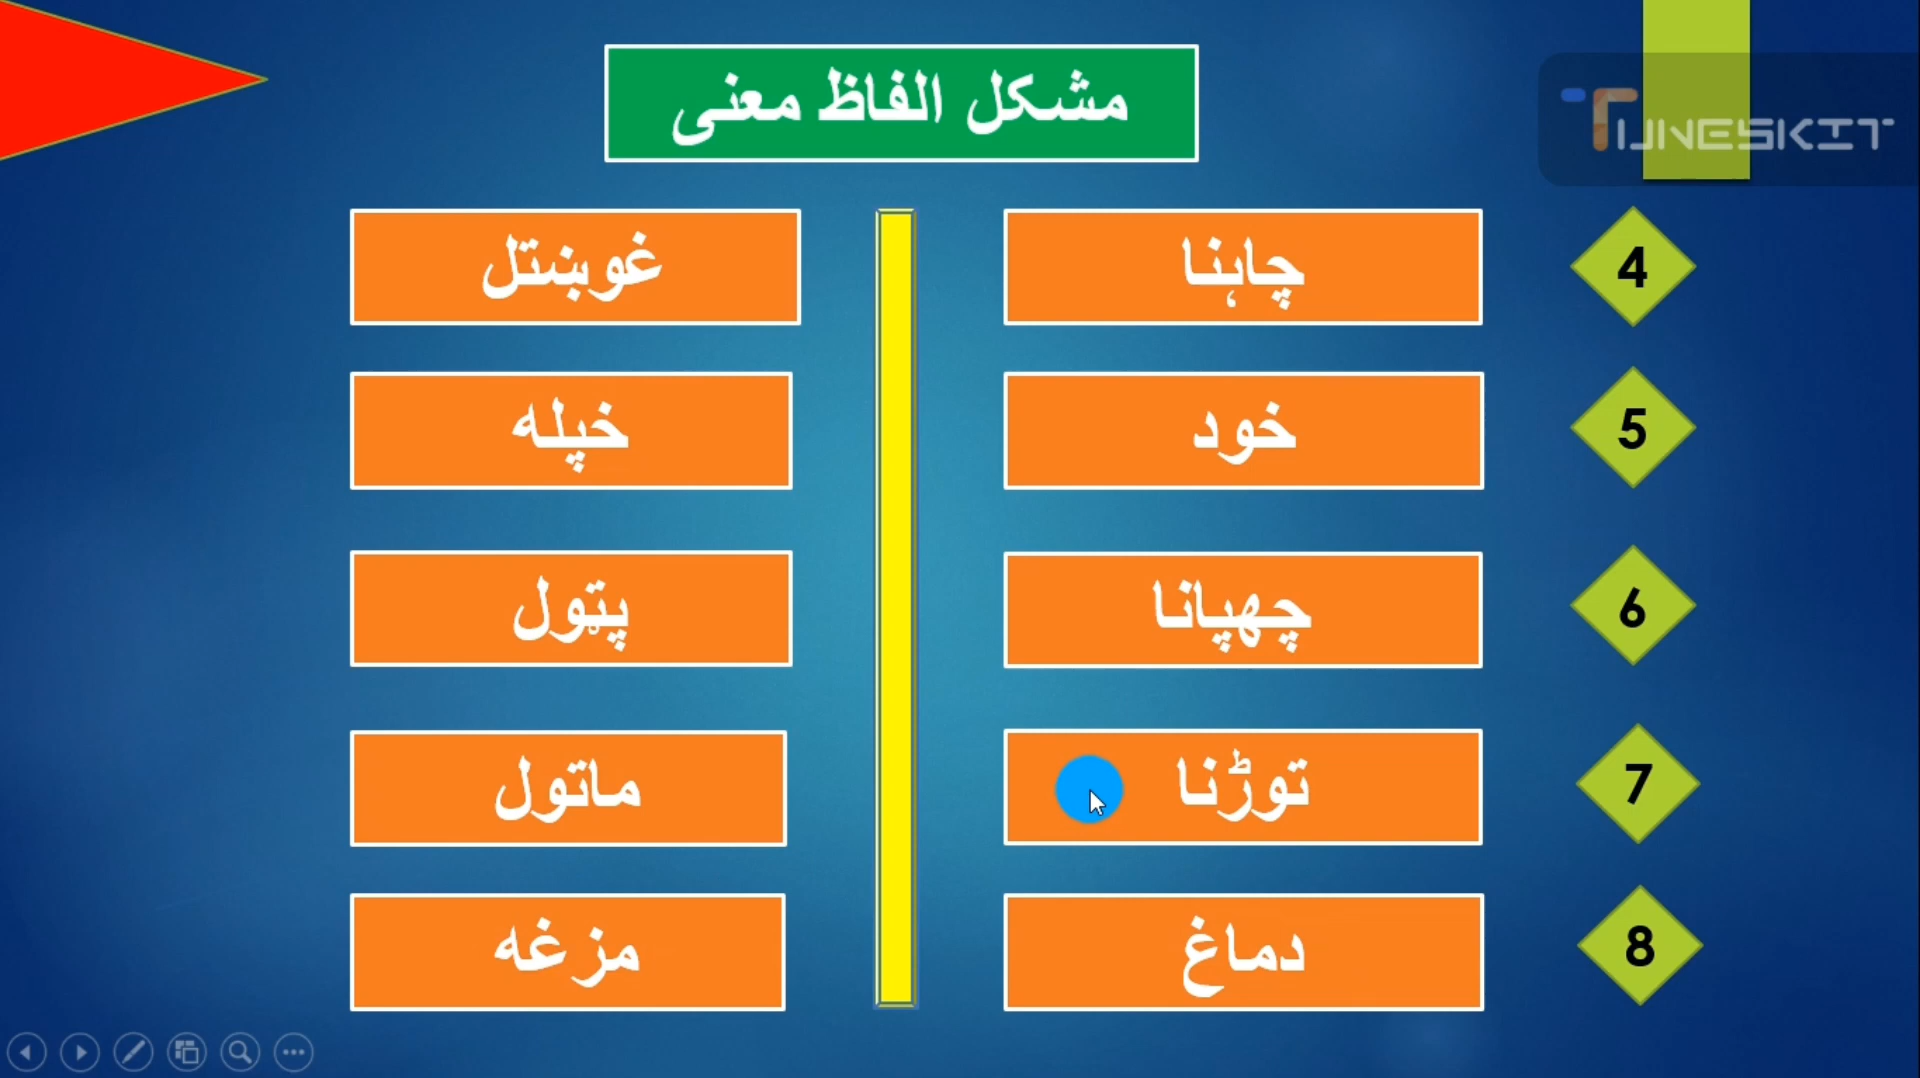 مشکل الفاظ معنی
TUNESKIT
4 چاہنا غوښتل
5 خود خپله
6 چھپانا پټول
7 توڑنا ماتول
8 دماغ مزغه